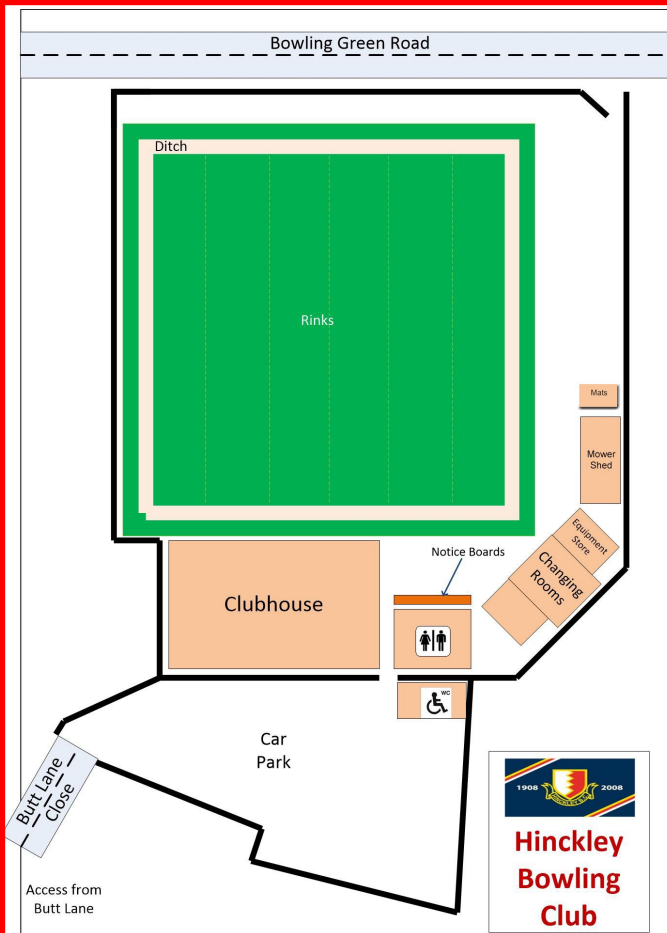 Bowling Green Road
Ditch
Rinks
Mats
Mower
Shed
Equipment
Store
Changing
Rooms
Notice Boards
Clubhouse
WC
Car
Park
Butt Lane
Close
Access from
Butt Lane
1908
2008
HINCKLEY B.C.
Hinckley
Bowling
Club